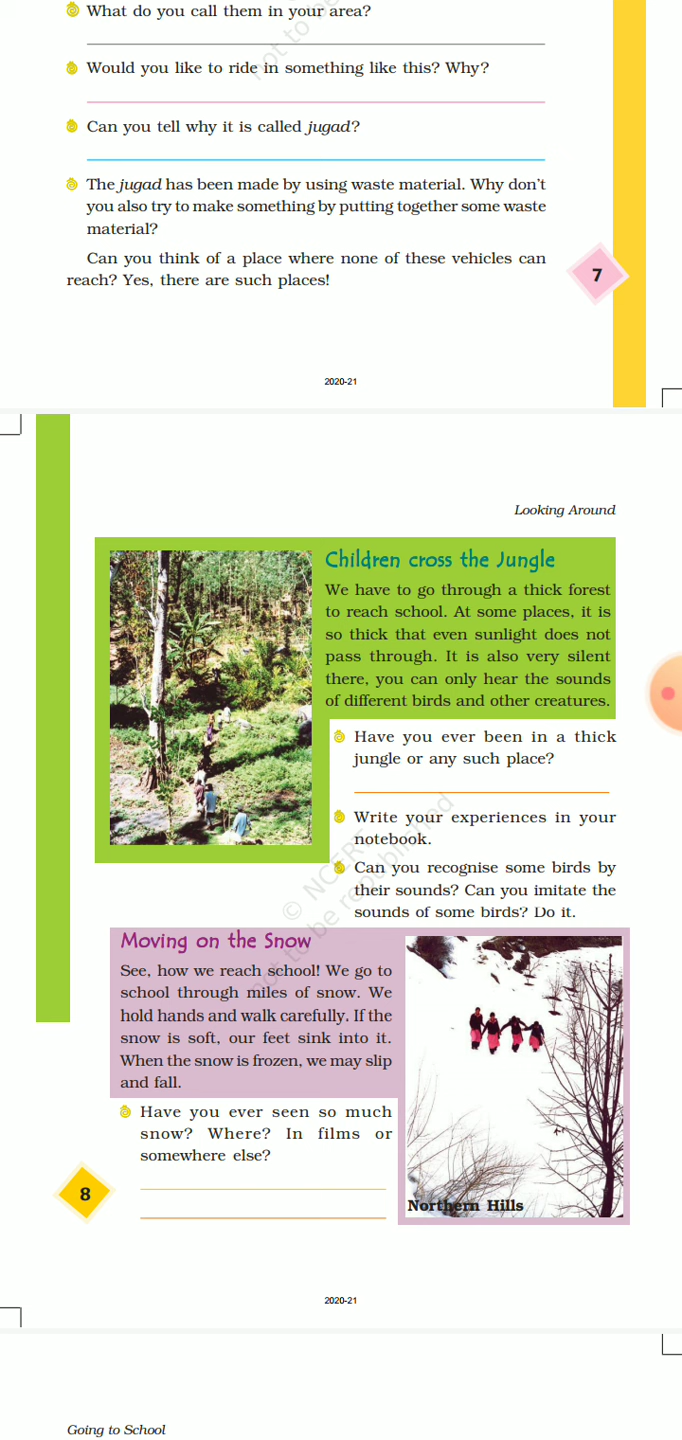 What do you call them in your area?
Would you like to ride in something like this? Why?
Can you tell why it is called jugad?
The jugad has been made by using waste material. Why don't
you also try to make something by putting together some waste
material?
Can you think of a place where none of these vehicles can
reach? Yes, there are such places!
7
2020-21
Looking Around
Children cross the Jungle
We have to go through a thick forest
to reach school. At some places, it is
so thick that even sunlight does not
pass through. It is also very silent
there, you can only hear the sounds
of different birds and other creatures.
Have you ever been in a thick
jungle or any such place?
Write your experiences in your
notebook.
Can you recognise some birds by
their sounds? Can you imitate the
sounds of some birds? Do it.
© NCERT
not to be republished
Moving on the Snow
See, how we reach school! We go to
school through miles of snow. We
hold hands and walk carefully. If the
snow is soft, our feet sink into it.
When the snow is frozen, we may slip
and fall.
Have you ever seen so much
snow? Where? In films or
somewhere else?
Northern Hills
8
2020-21
Going to School